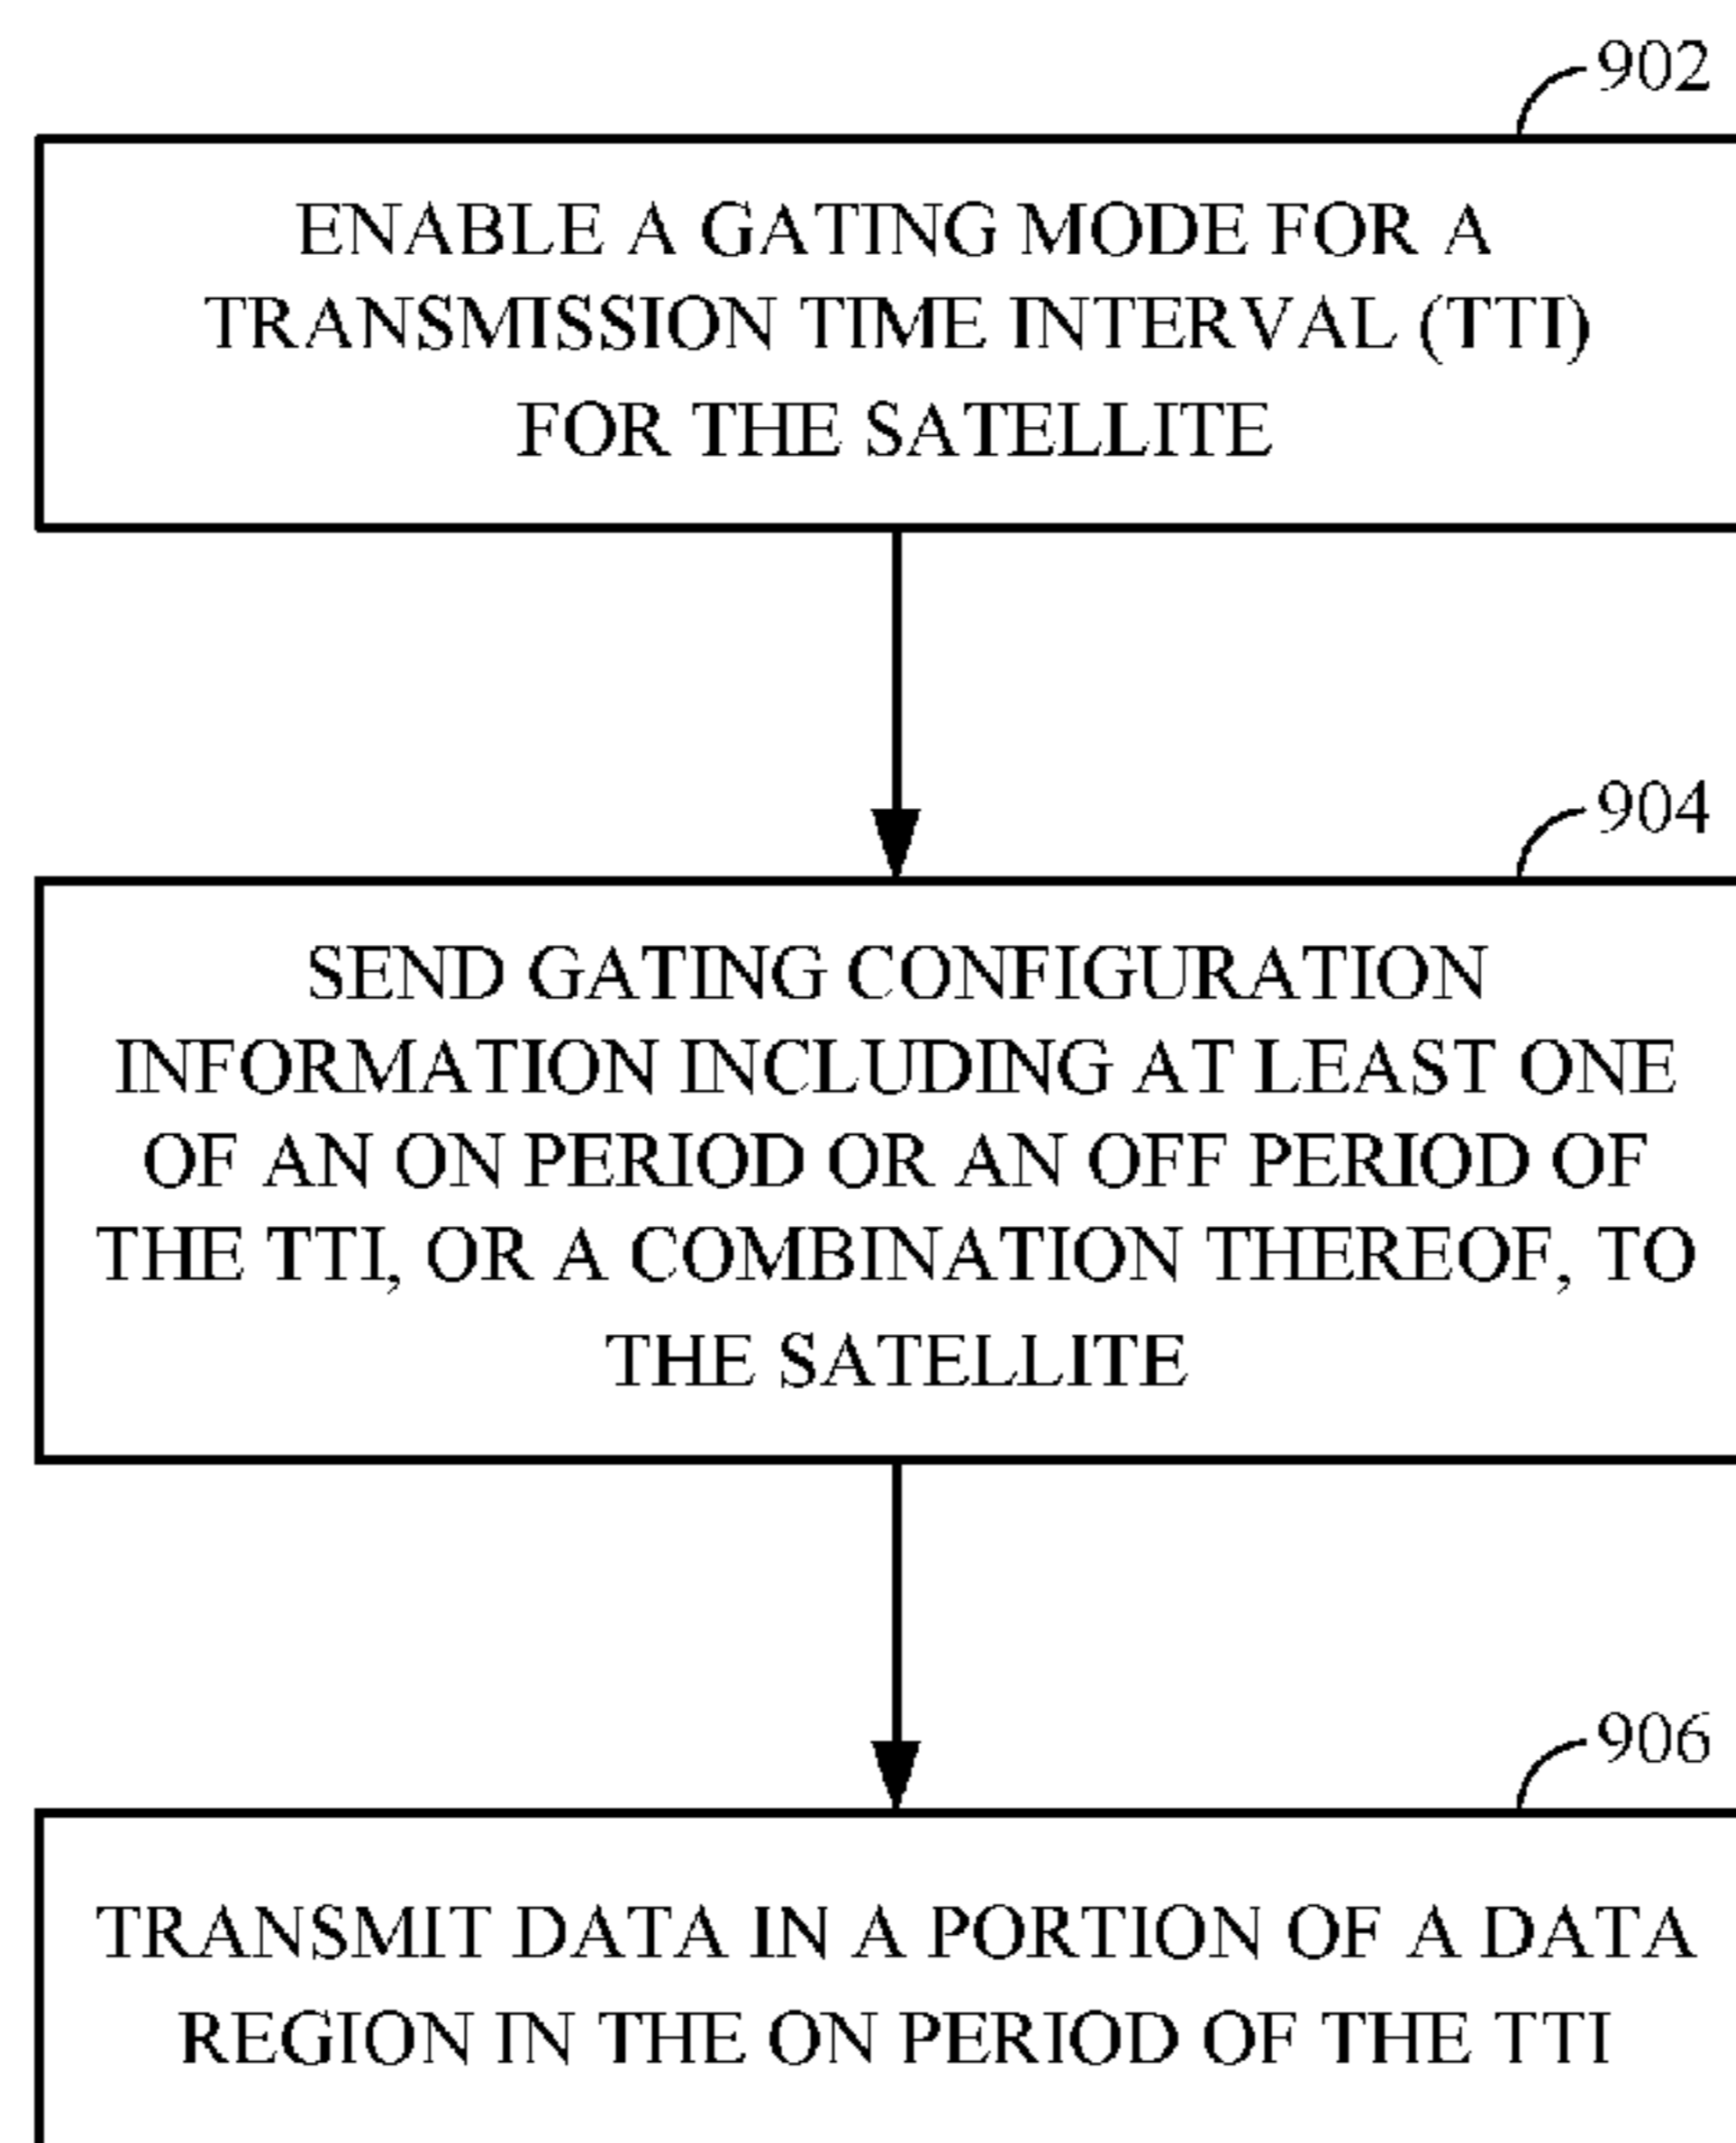 902
ENABLE A GATING MODE FOR A
TRANSMISSION TIME INTERVAL (TTI)
FOR THE SATELLITE
904
SEND GATING CONFIGURATION
INFORMATION INCLUDING AT LEAST ONE
OF AN ON PERIOD OR AN OFF PERIOD OF
THE TTI, OR A COMBINATION THEREOF, TO
THE SATELLITE
906
TRANSMIT DATA IN A PORTION OF A DATA
REGION IN THE ON PERIOD OF THE TTI